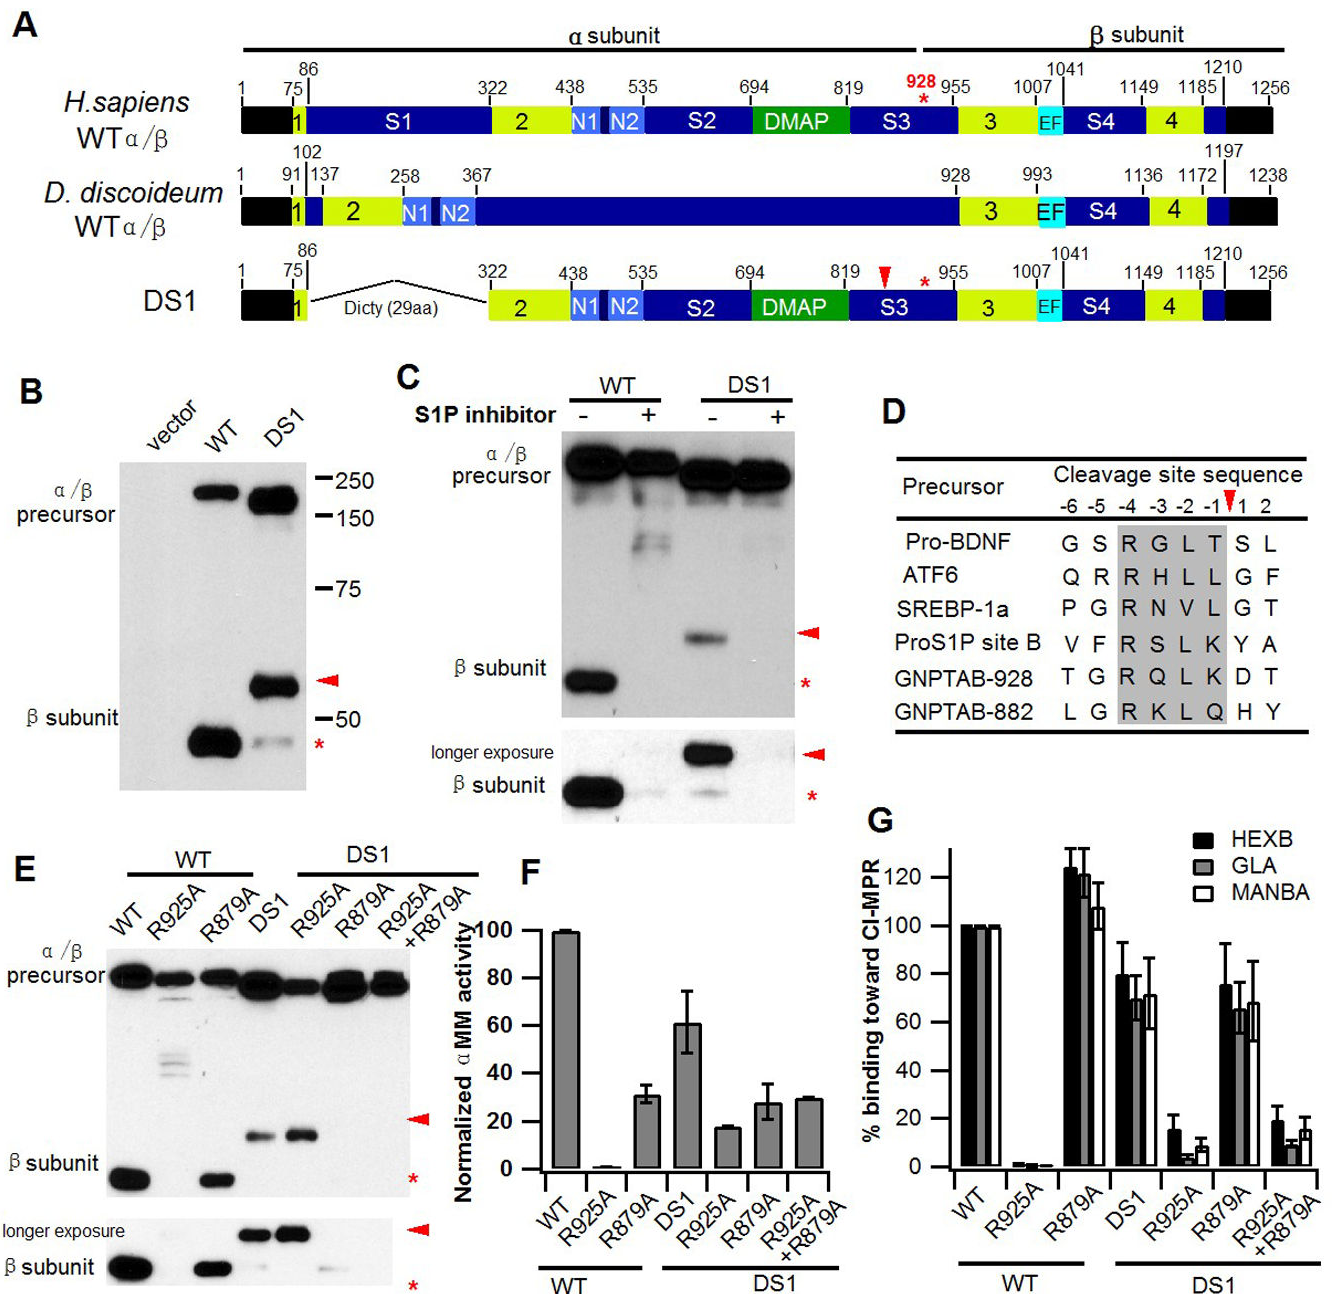 A
α subunit
β subunit
H.sapiens
WTα/β
1 75 86 322 438 535 694 819 928 955 1007 1041 1149 1185 1210 1256
*
1 S1 2 N1 N2 S2 DMAP S3 3 EF S4 4
D. discoideum
WTα/β
1 91 102 137 258 367 928 993 1136 1172 1197 1238
1 2 N1 N2 3 EF S4 4
DS1
1 75 86 322 438 535 694 819 955 1007 1041 1149 1185 1210 1256
*
1 Dicty (29aa) 2 N1 N2 S2 DMAP S3 3 EF S4 4
B
vector WT DS1
α/β
precursor
250
150
75
50
β subunit
*
C
WT DS1
S1P inhibitor - + - +
α/β
precursor
β subunit
*
longer exposure
β subunit
*
D
Precursor Cleavage site sequence
-6 -5 -4 -3 -2 -1 1 2
Pro-BDNF G S R G L T S L
ATF6 Q R R H L L G F
SREBP-1a P G R N V L G T
ProS1P site B V F R S L K Y A
GNPTAB-928 T G R Q L K D T
GNPTAB-882 L G R K L Q H Y
E
WT DS1
WT R925A R879A DS1 R925A R879A R925A
+R879A
α/β
precursor
β subunit
*
longer exposure
β subunit
*
F
Normalized αMM activity
100
80
60
40
20
0
WT R925A R879A DS1 R925A R879A R925A
+R879A
WT DS1
G
HEXB
GLA
MANBA
% binding toward CI-MPR
120
100
80
60
40
20
0
WT R925A R879A DS1 R925A R879A R925A
+R879A
WT DS1